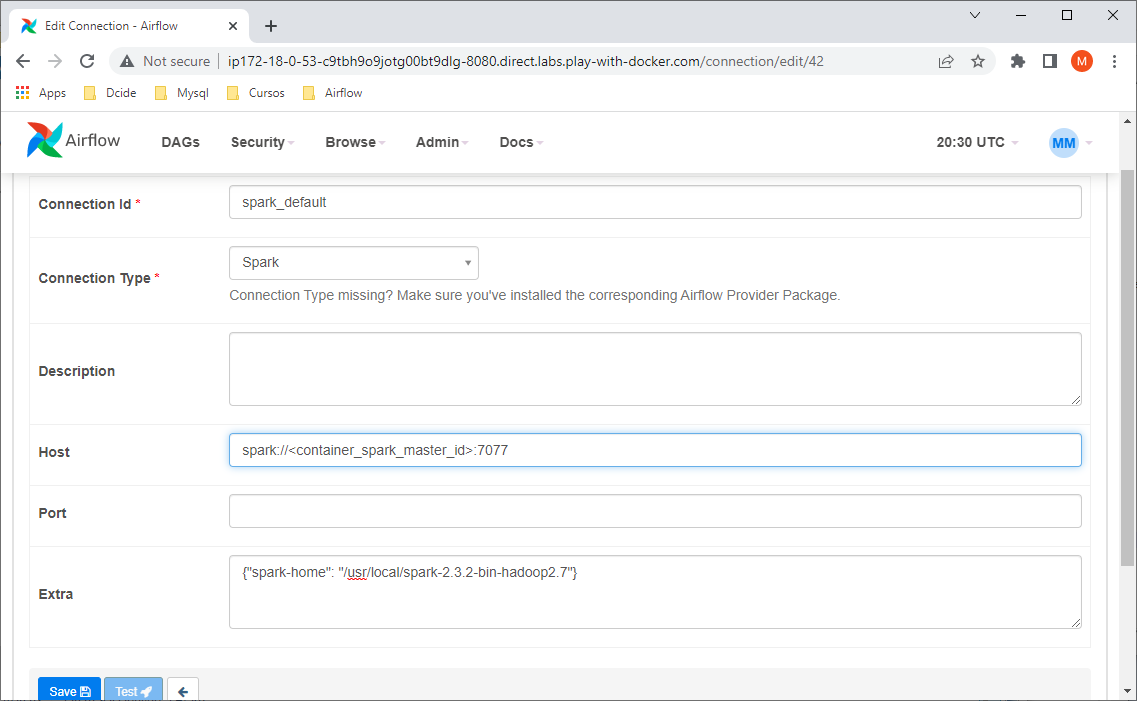 Edit Connection - Airflow
Not secure
ip172-18-0-53-c9tbh9o9jotg00bt9dlg-8080.direct.labs.play-with-docker.com/connection/edit/42
M
Apps Dcide Mysql Cursos Airflow
Airflow DAGs Security Browse Admin Docs 20:30 UTC MM
Connection Id * spark_default
Connection Type * Spark
Connection Type missing? Make sure you've installed the corresponding Airflow Provider Package.
Description
Host spark://<container_spark_master_id>:7077
Port
Extra {"spark-home": "/usr/local/spark-2.3.2-bin-hadoop2.7"}
Save Test